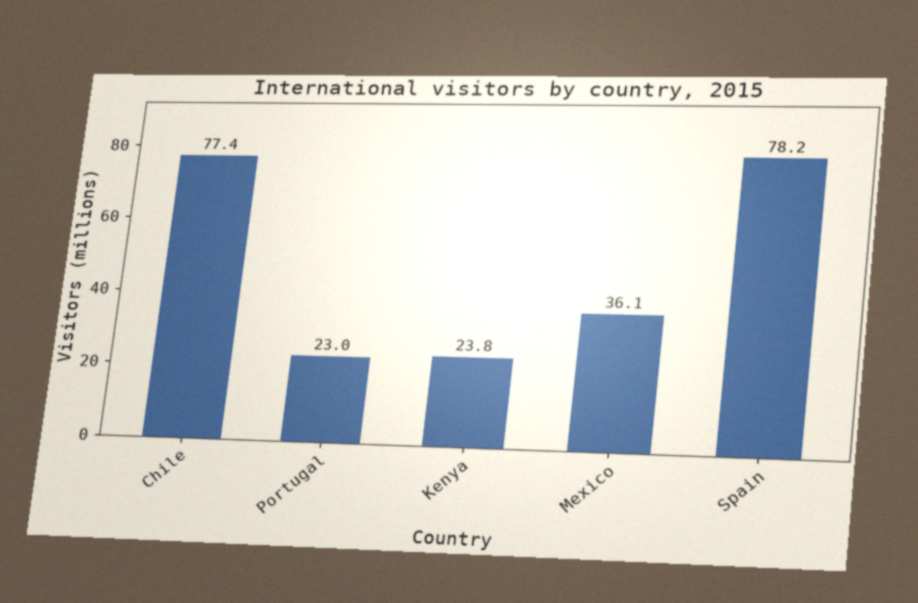 International visitors by country, 2015
Visitors (millions)
80
60
40
20
0
77.4
23.0
23.8
36.1
78.2
Chile
Portugal
Kenya
Mexico
Spain
Country